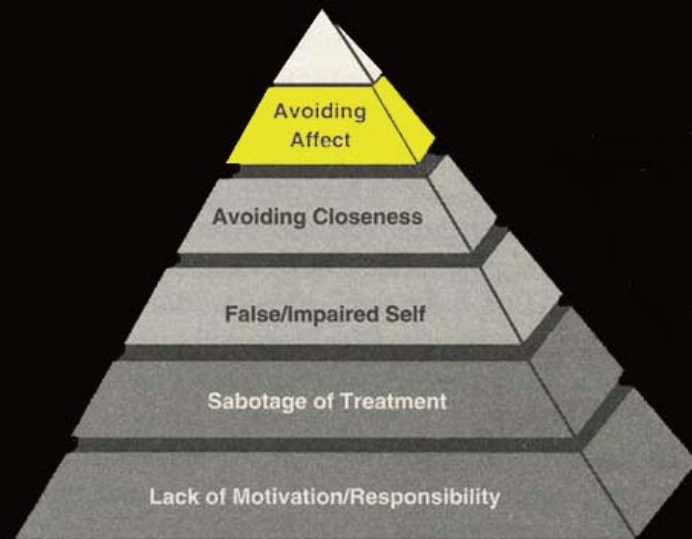 Avoiding
Affect
Avoiding Closeness
False/Impaired Self
Sabotage of Treatment
Lack of Motivation/Responsibility